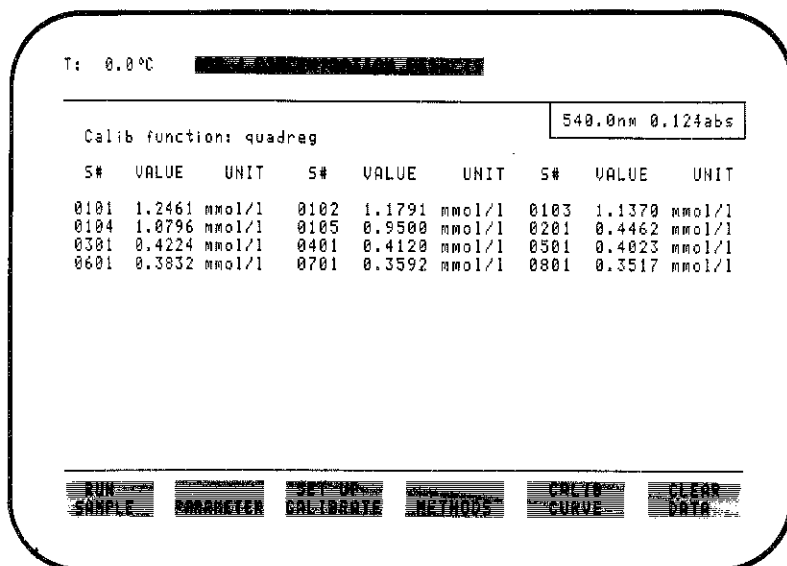 T: 0.0°C
540.0nm 0.124abs
Calib function: quadreg
S# VALUE UNIT S# VALUE UNIT S# VALUE UNIT
0101 1.2461 mmol/l 0102 1.1791 mmol/l 0103 1.1370 mmol/l
0104 1.0796 mmol/l 0105 0.9500 mmol/l 0201 0.4462 mmol/l
0301 0.4224 mmol/l 0401 0.4120 mmol/l 0501 0.4023 mmol/l
0601 0.3832 mmol/l 0701 0.3592 mmol/l 0801 0.3517 mmol/l
RUN SET UP CALIB CLEAR
SAMPLE PARAMETER CALIBRATE METHODS CURVE DATA